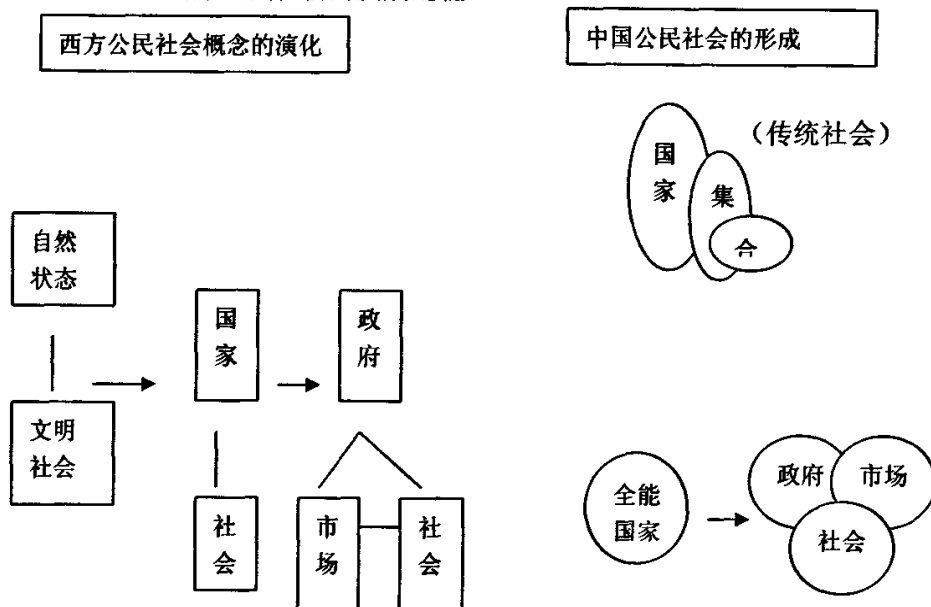 西方公民社会概念的演化
中国公民社会的形成
自然
状态
文明
社会
国
家
社
会
政
府
市
场
社
会
(传统社会)
国
家
集
合
全能
国家
政府
市场
社会